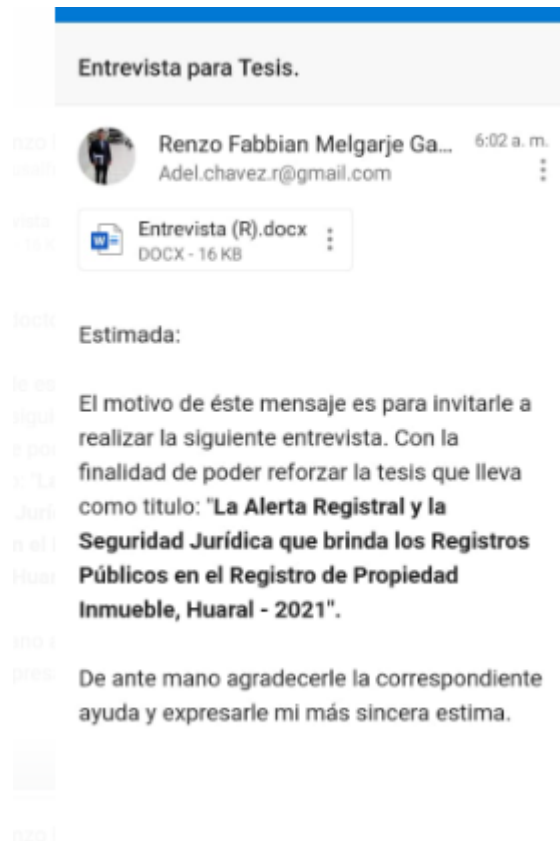 Entrevista para Tesis.
Renzo Fabbian Melgarje Ga... 6:02 a. m.
Adel.chavez.r@gmail.com
Entrevista (R).docx
DOCX - 16 KB
Estimada:
El motivo de éste mensaje es para invitarle a
realizar la siguiente entrevista. Con la
finalidad de poder reforzar la tesis que lleva
como titulo: "La Alerta Registral y la
Seguridad Jurídica que brinda los Registros
Públicos en el Registro de Propiedad
Inmueble, Huaral - 2021".
De ante mano agradecerle la correspondiente
ayuda y expresarle mi más sincera estima.